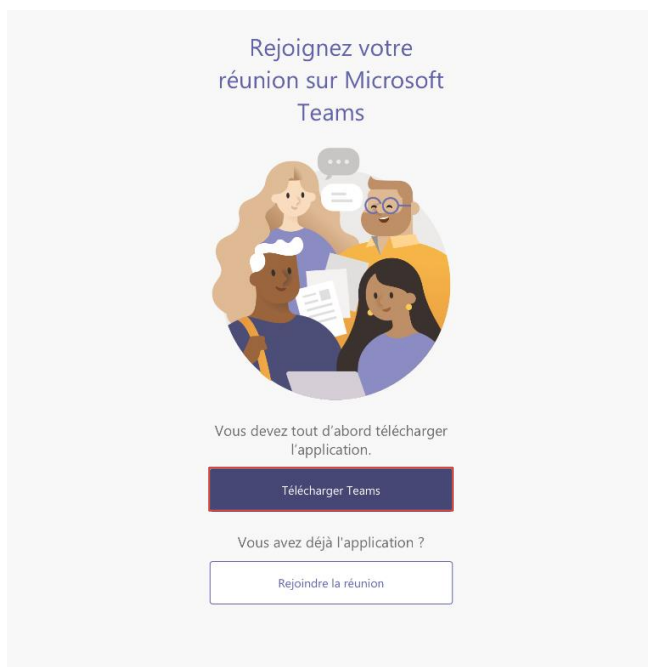 Rejoignez votre
réunion sur Microsoft
Teams
Vous devez tout d'abord télécharger
l'application.
Télécharger Teams
Vous avez déjà l'application ?
Rejoindre la réunion